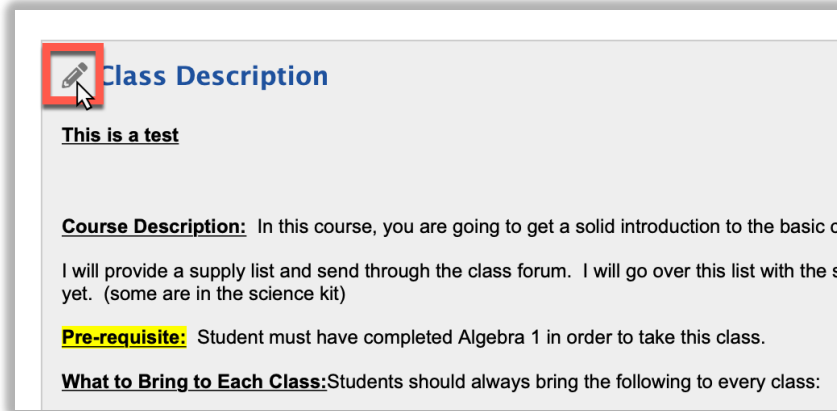 Class Description
This is a test
Course Description:  In this course, you are going to get a solid introduction to the basic
I will provide a supply list and send through the class forum.  I will go over this list with the
yet.  (some are in the science kit)
Pre-requisite:  Student must have completed Algebra 1 in order to take this class.
What to Bring to Each Class:Students should always bring the following to every class: